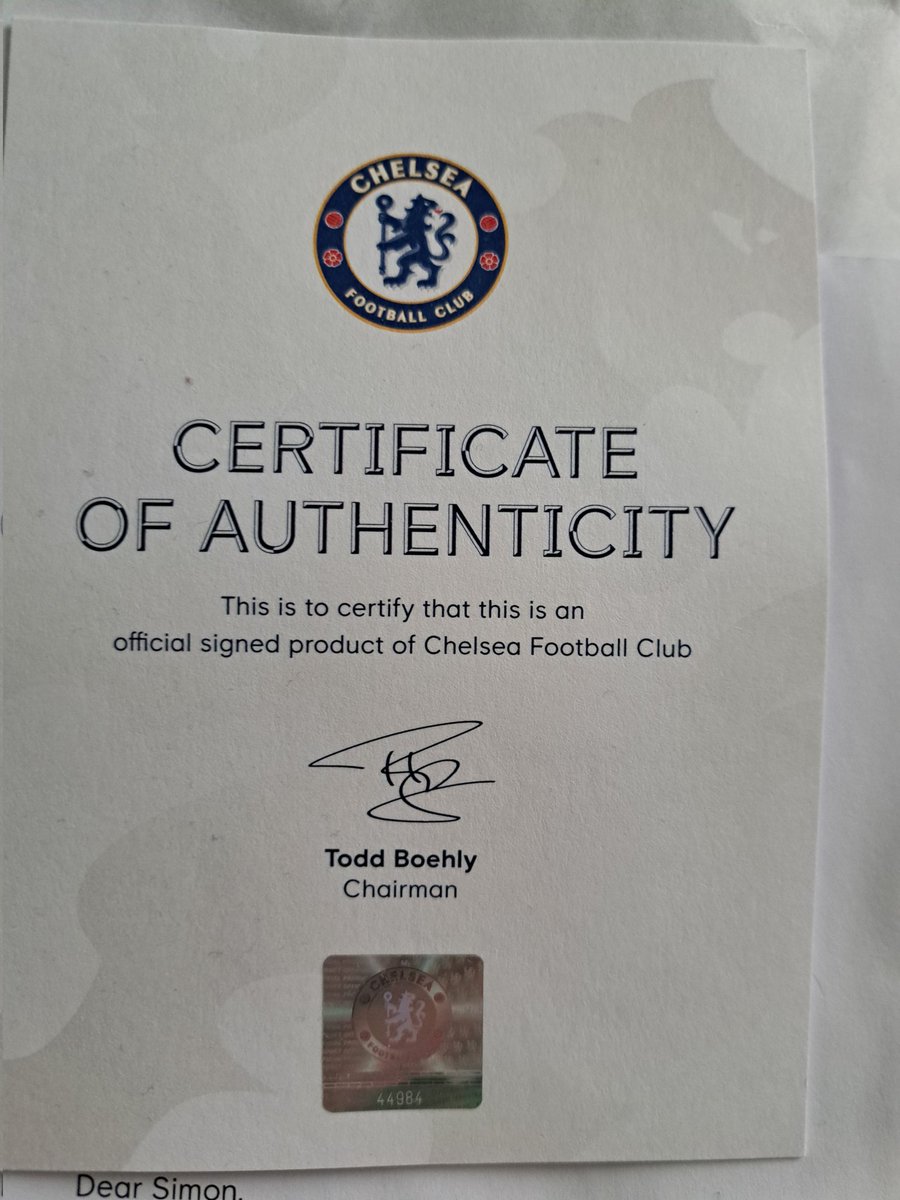 CHELSEA
FOOTBALL CLUB
CERTIFICATE
OF AUTHENTICITY
This is to certify that this is an
official signed product of Chelsea Football Club
Todd Boehly
Chairman
CHELSEA
44984
Dear Simon,